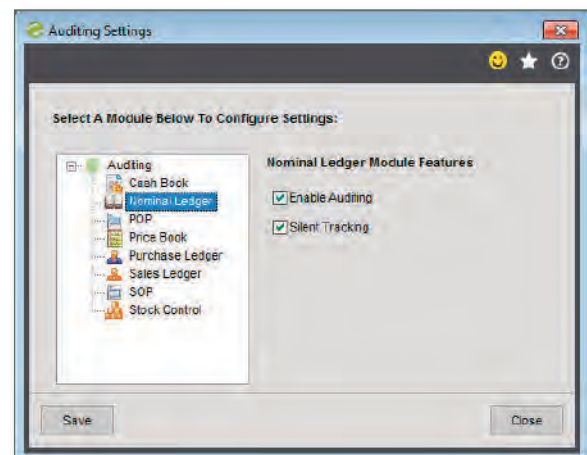 Auditing Settings
Select A Module Below To Configure Settings:
Auditing
Cash Book
Nominal Ledger
POP
Price Book
Purchase Ledger
Sales Ledger
SOP
Stock Control
Nominal Ledger Module Features
Enable Auditing
Silent Tracking
Save
Close